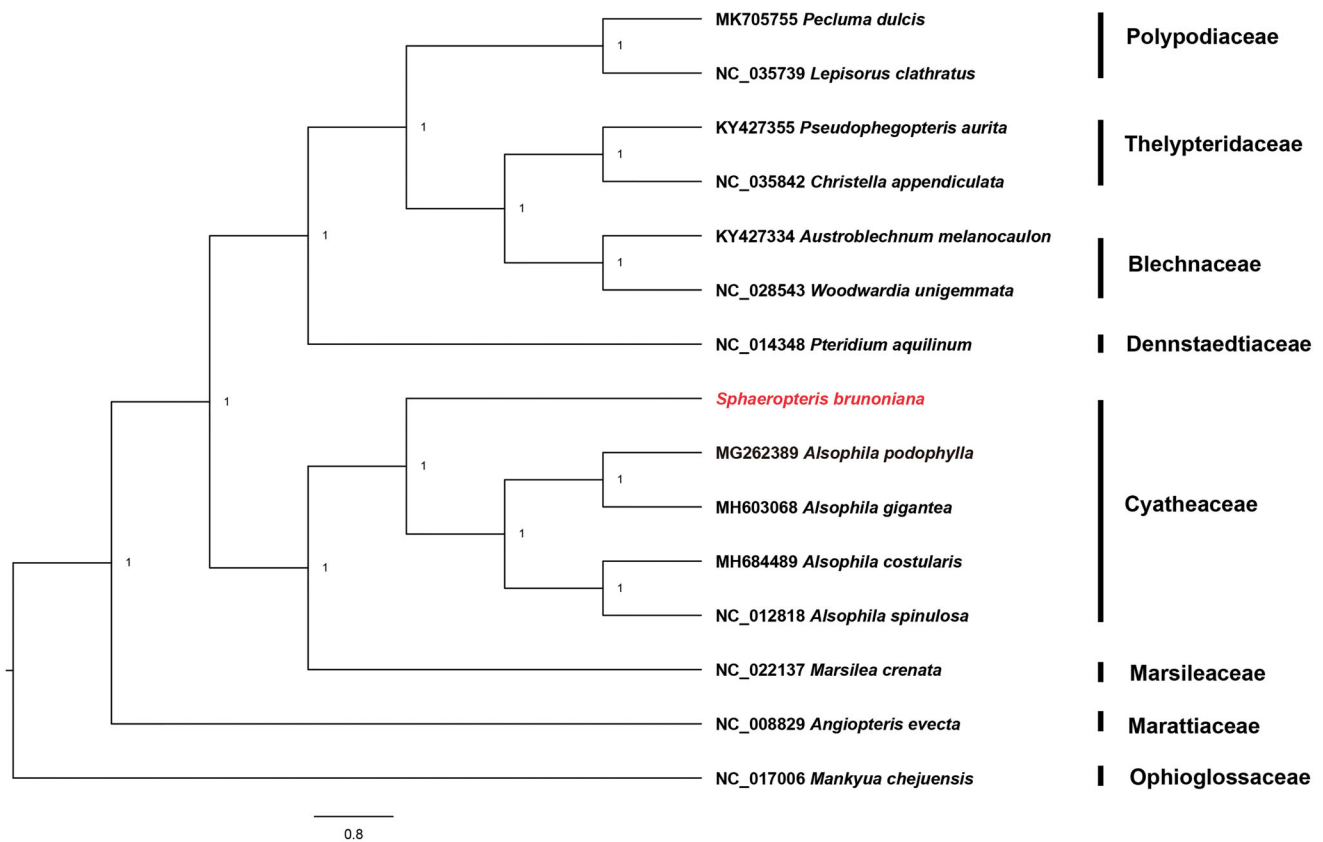 MK705755 Pecluma dulcis
Polypodiaceae
1
NC_035739 Lepisorus clathratus
1
KY427355 Pseudophegopteris aurita
Thelypteridaceae
1
NC_035842 Christella appendiculata
1
1
KY427334 Austroblechnum melanocaulon
Blechnaceae
1
NC_028543 Woodwardia unigemmata
NC_014348 Pteridium aquilinum
Dennstaedtiaceae
Sphaeropteris brunoniana
1
MG262389 Alsophila podophylla
1
1
MH603068 Alsophila gigantea
Cyatheaceae
1
MH684489 Alsophila costularis
1
1
1
NC_012818 Alsophila spinulosa
NC_022137 Marsilea crenata
Marsileaceae
NC_008829 Angiopteris evecta
Marattiaceae
NC_017006 Mankyua chejuensis
Ophioglossaceae
0.8